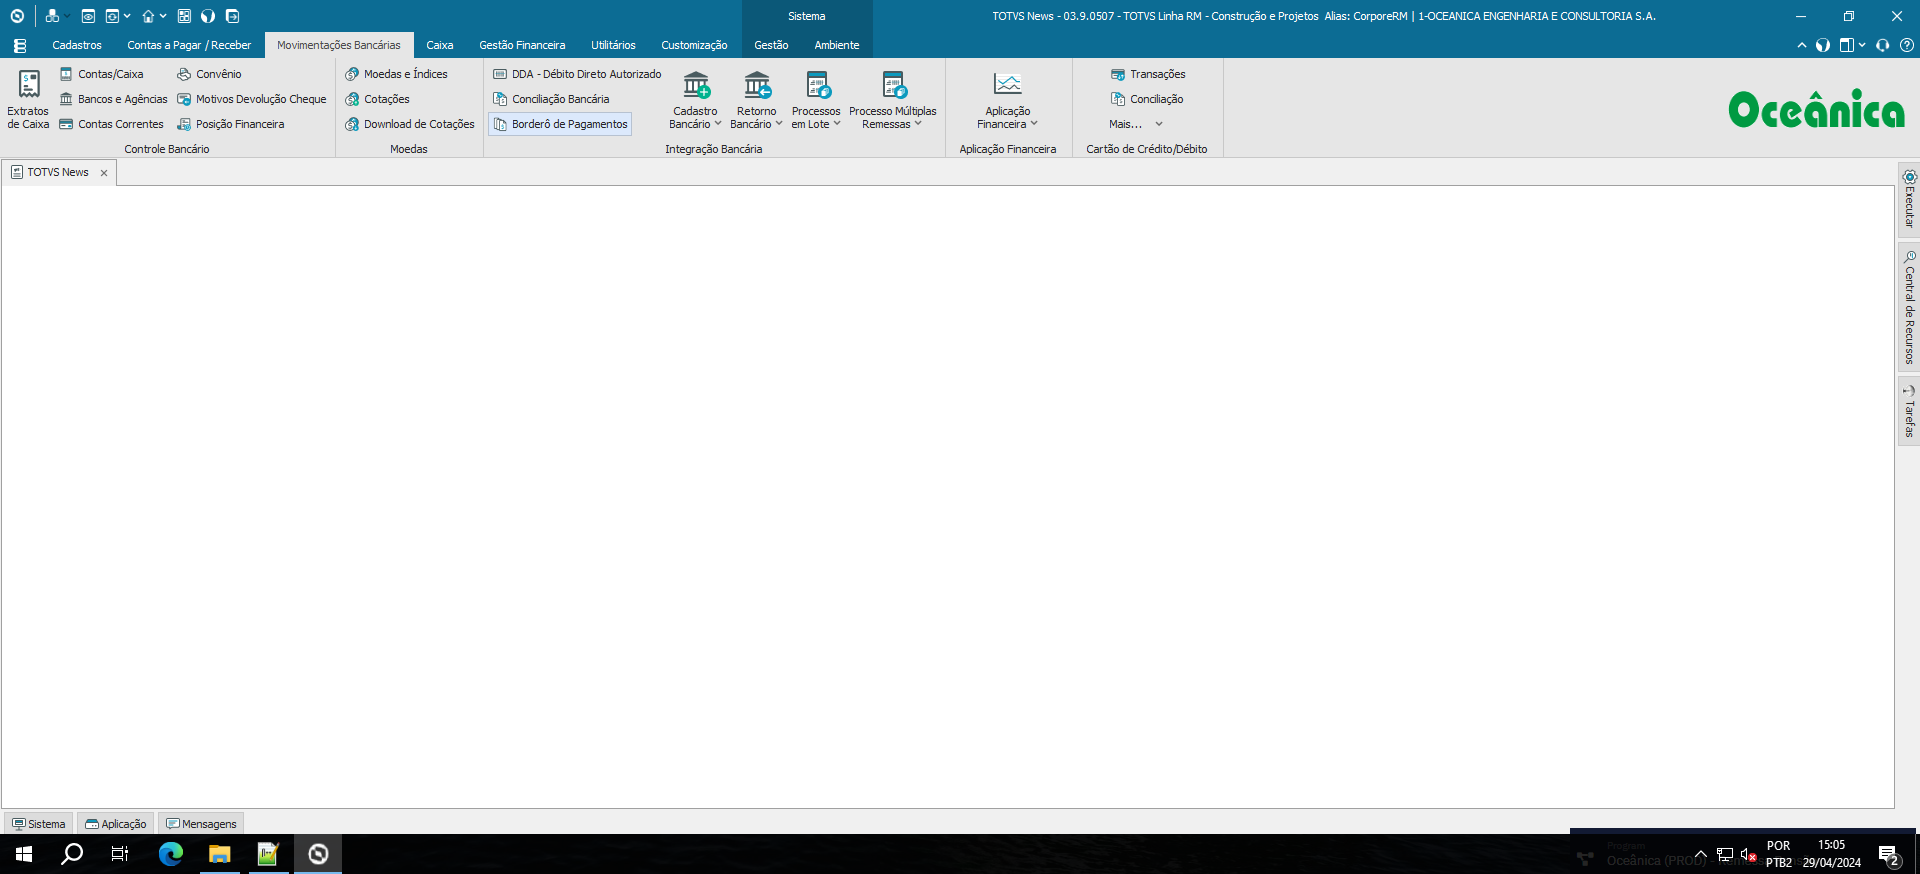 Sistema
TOTVS News - 03.9.0507 - TOTVS Linha RM - Construção e Projetos  Alias: CorporeRM | 1-OCEANICA ENGENHARIA E CONSULTORIA S.A.
Cadastros
Contas a Pagar / Receber
Movimentações Bancárias
Caixa
Gestão Financeira
Utilitários
Customização
Gestão
Ambiente
Extratos
de Caixa
Contas/Caixa
Bancos e Agências
Contas Correntes
Convênio
Motivos Devolução Cheque
Posição Financeira
Controle Bancário
Moedas e Índices
Cotações
Download de Cotações
Moedas
DDA - Débito Direto Autorizado
Conciliação Bancária
Borderô de Pagamentos
Cadastro
Bancário
Retorno
Bancário
Processos
em Lote
Processo Múltiplas
Remessas
Integração Bancária
Aplicação
Financeira
Aplicação Financeira
Transações
Conciliação
Mais...
Cartão de Crédito/Débito
Oceânica
TOTVS News
Executar
Central de Recursos
Tarefas
Sistema
Aplicação
Mensagens
Program
Oceânica (PROD)
POR
PTB2
15:05
29/04/2024
2